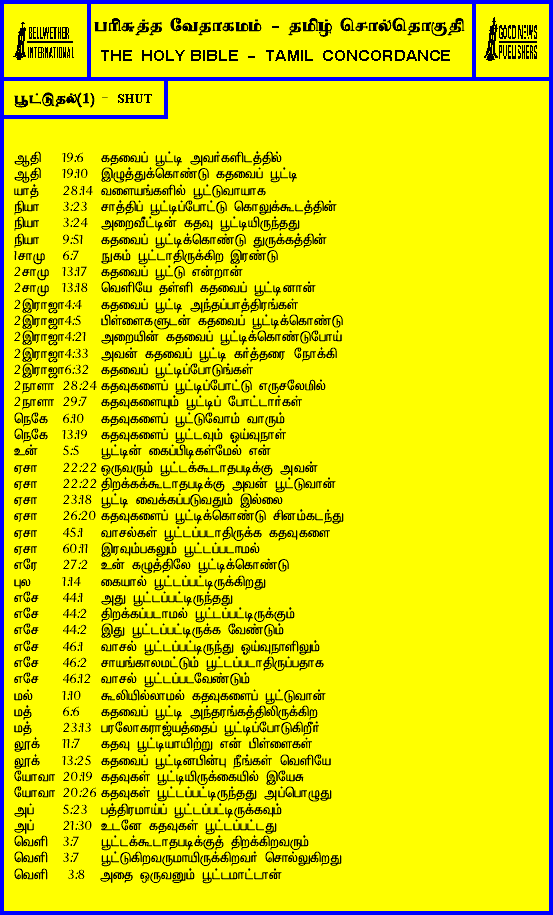 BELLWETHER
INTERNATIONAL
பரிசுத்த வேதாகமம் - தமிழ் சொல்தொகுதி
THE HOLY BIBLE - TAMIL CONCORDANCE
GOOD NEWS
PUBLISHERS
பூட்டுதல்(1) - SHUT
ஆதி 19:6 கதவைப் பூட்டி அவர்களிடத்தில்
ஆதி 19:10 இழுத்துக்கொண்டு கதவைப் பூட்டி
யாத் 28:14 வளையங்களில் பூட்டுவாயாக
நியா 3:23 சாத்திப் பூட்டிப்போட்டு கொலுக்கூடத்தின்
நியா 3:24 அறைவீட்டின் கதவு பூட்டியிருந்தது
நியா 9:51 கதவைப் பூட்டிக்கொண்டு துருக்கத்தின்
1சாமு 6:7 நுகம் பூட்டாதிருக்கிற இரண்டு
2சாமு 13:17 கதவைப் பூட்டு என்றான்
2சாமு 13:18 வெளியே தள்ளி கதவைப் பூட்டினான்
2இராஜா4:4 கதவைப் பூட்டி அந்தப்பாத்திரங்கள்
2இராஜா4:5 பிள்ளைகளுடன் கதவைப் பூட்டிக்கொண்டு
2இராஜா4:21 அறையின் கதவைப் பூட்டிக்கொண்டுபோய்
2இராஜா4:33 அவன் கதவைப் பூட்டி கர்த்தரை நோக்கி
2இராஜா6:32 கதவைப் பூட்டிப்போடுங்கள்
2நாளா 28:24 கதவுகளைப் பூட்டிப்போட்டு எருசலேமில்
2நாளா 29:7 கதவுகளையும் பூட்டிப் போட்டார்கள்
நெகே 6:10 கதவுகளைப் பூட்டுவோம் வாரும்
நெகே 13:19 கதவுகளைப் பூட்டவும் ஓய்வுநாள்
உன் 5:5 பூட்டின் கைப்பிடிகள்மேல் என்
ஏசா 22:22 ஒருவரும் பூட்டக்கூடாதபடிக்கு அவன்
ஏசா 22:22 திறக்கக்கூடாதபடிக்கு அவன் பூட்டுவான்
ஏசா 23:18 பூட்டி வைக்கப்படுவதும் இல்லை
ஏசா 26:20 கதவுகளைப் பூட்டிக்கொண்டு சினம்கடந்து
ஏசா 45:1 வாசல்கள் பூட்டப்படாதிருக்க கதவுகளை
ஏசா 60:11 இரவும்பகலும் பூட்டப்படாமல்
எரே 27:2 உன் கழுத்திலே பூட்டிக்கொண்டு
புல 1:14 கையால் பூட்டப்பட்டிருக்கிறது
எசே 44:1 அது பூட்டப்பட்டிருந்தது
எசே 44:2 திறக்கப்படாமல் பூட்டப்பட்டிருக்கும்
எசே 44:2 இது பூட்டப்பட்டிருக்க வேண்டும்
எசே 46:1 வாசல் பூட்டப்பட்டிருந்து ஓய்வுநாளிலும்
எசே 46:2 சாயங்காலமட்டும் பூட்டப்படாதிருப்பதாக
எசே 46:12 வாசல் பூட்டப்படவேண்டும்
மல் 1:10 கூலியில்லாமல் கதவுகளைப் பூட்டுவான்
மத் 6:6 கதவைப் பூட்டி அந்தரங்கத்திலிருக்கிற
மத் 23:13 பரலோகராஜ்யத்தைப் பூட்டிப்போடுகிறீர்
லூக் 11:7 கதவு பூட்டியாயிற்று என் பிள்ளைகள்
லூக் 13:25 கதவைப் பூட்டினபின்பு நீங்கள் வெளியே
யோவா 20:19 கதவுகள் பூட்டியிருக்கையில் இயேசு
யோவா 20:26 கதவுகள் பூட்டப்பட்டிருந்தது அப்பொழுது
அப் 5:23 பத்திரமாய்ப் பூட்டப்பட்டிருக்கவும்
அப் 21:30 உடனே கதவுகள் பூட்டப்பட்டது
வெளி 3:7 பூட்டக்கூடாதபடிக்குத் திறக்கிறவரும்
வெளி 3:7 பூட்டுகிறவருமாயிருக்கிறவர் சொல்லுகிறது
வெளி 3:8 அதை ஒருவனும் பூட்டமாட்டான்